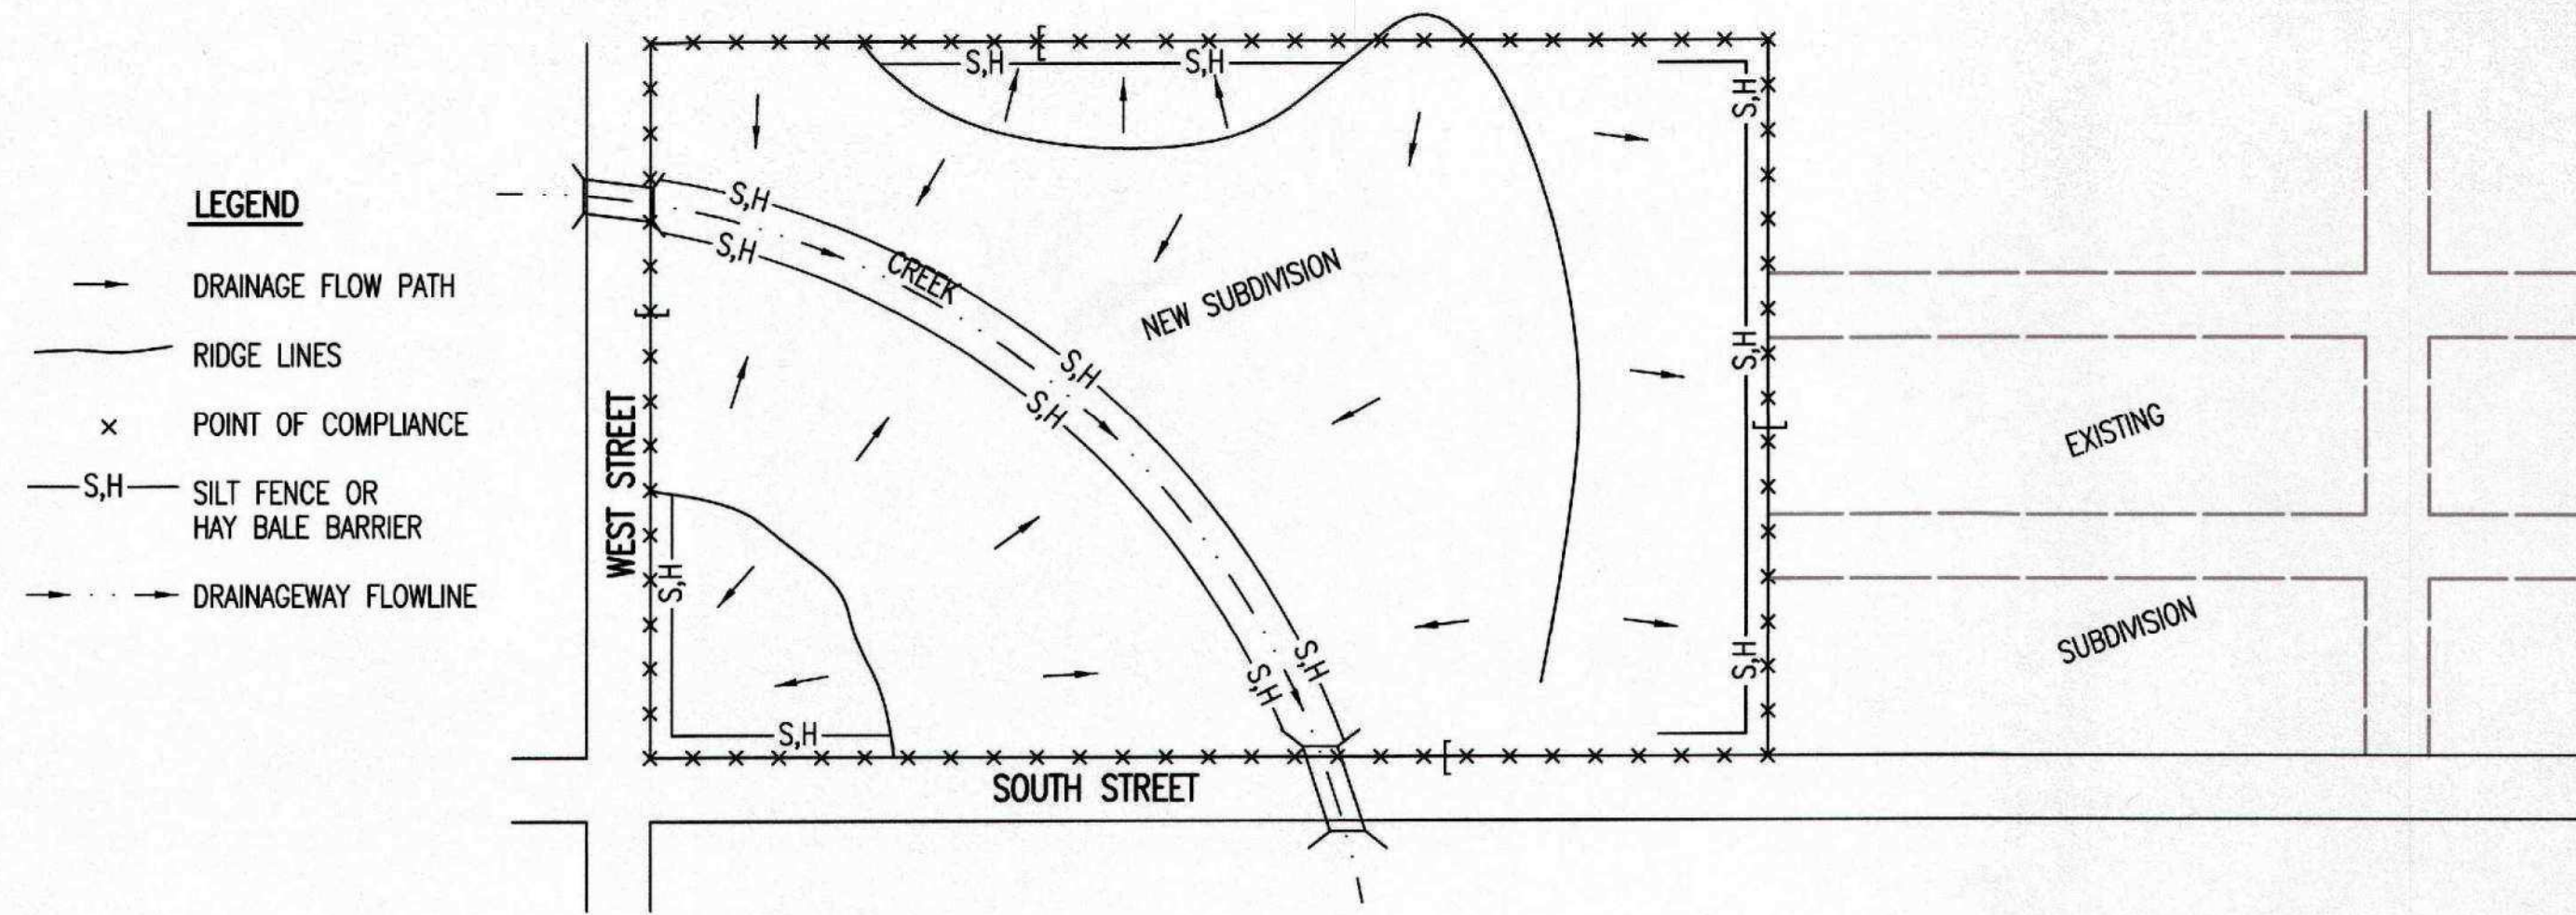 LEGEND
DRAINAGE FLOW PATH
RIDGE LINES
× POINT OF COMPLIANCE
S,H SILT FENCE OR
HAY BALE BARRIER
DRAINAGEWAY FLOWLINE
S,H
S,H
S,H
S,H
S,H
CREEK
NEW SUBDIVISION
S,H
S,H
S,H
WEST STREET
S,H
S,H
S,H
S,H
S,H
S,H
SOUTH STREET
EXISTING
SUBDIVISION